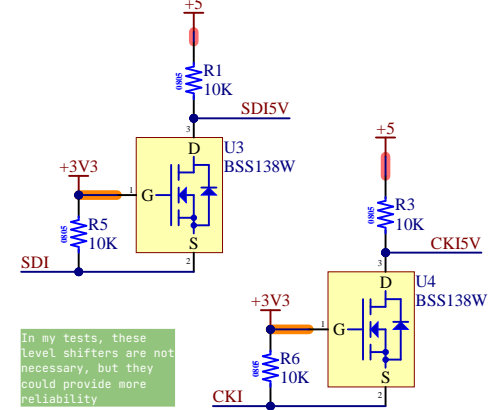 +5
R1
0805
10K
SDI5V
3
D
U3
BSS138W
+3V3
1
G
R5
0805
10K
S
SDI
2
+5
R3
0805
10K
CKI5V
3
D
U4
BSS138W
+3V3
1
G
R6
0805
10K
S
CKI
2
In my tests, these
level shifters are not
necessary, but they
could provide more
reliability